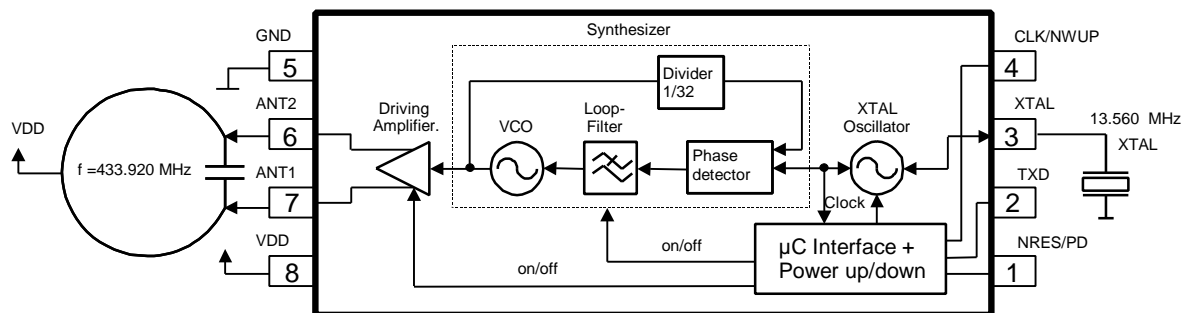 Synthesizer
GND
5
ANT2
6
ANT1
7
VDD
8
VDD
f =433.920 MHz
Driving
Amplifier.
VCO
Loop-
Filter
Divider
1/32
Phase
detector
XTAL
Oscillator
Clock
µC Interface +
Power up/down
on/off
on/off
CLK/NWUP
4
XTAL
3
TXD
2
NRES/PD
1
13.560 MHz
XTAL